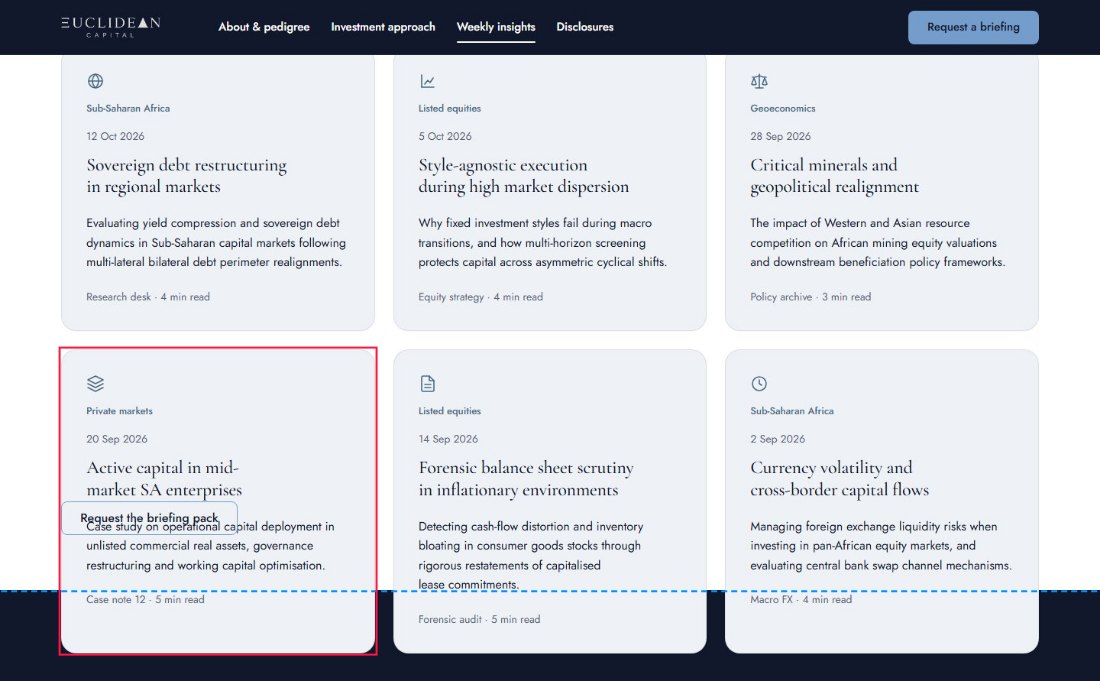 EUCLIDEAN
CAPITAL
About & pedigree
Investment approach
Weekly insights
Disclosures
Request a briefing
Sub-Saharan Africa
12 Oct 2026
Sovereign debt restructuring
in regional markets
Evaluating yield compression and sovereign debt
dynamics in Sub-Saharan capital markets following
multi-lateral bilateral debt perimeter realignments.
Research desk · 4 min read
Listed equities
5 Oct 2026
Style-agnostic execution
during high market dispersion
Why fixed investment styles fail during macro
transitions, and how multi-horizon screening
protects capital across asymmetric cyclical shifts.
Equity strategy · 4 min read
Geoeconomics
28 Sep 2026
Critical minerals and
geopolitical realignment
The impact of Western and Asian resource
competition on African mining equity valuations
and downstream beneficiation policy frameworks.
Policy archive · 3 min read
Private markets
20 Sep 2026
Active capital in mid-
market SA enterprises
Request the briefing pack
Case study on operational capital deployment in
unlisted commercial real assets, governance
restructuring and working capital optimisation.
Case note 12 · 5 min read
Listed equities
14 Sep 2026
Forensic balance sheet scrutiny
in inflationary environments
Detecting cash-flow distortion and inventory
bloating in consumer goods stocks through
rigorous restatements of capitalised
lease commitments.
Forensic audit · 5 min read
Sub-Saharan Africa
2 Sep 2026
Currency volatility and
cross-border capital flows
Managing foreign exchange liquidity risks when
investing in pan-African equity markets, and
evaluating central bank swap channel mechanisms.
Macro FX · 4 min read